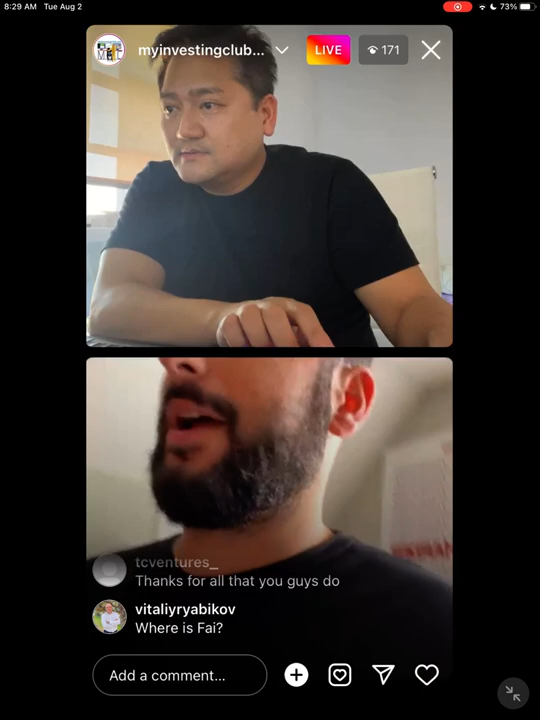 8:29 AM Tue Aug 2
73%
myinvestingclub...
LIVE
171
tcventures_
Thanks for all that you guys do
vitaliyryabikov
Where is Fai?
Add a comment...